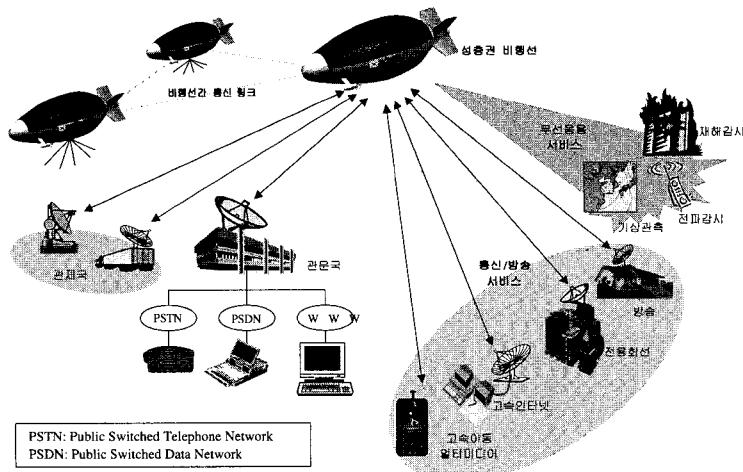 성층권 비행선
비행선간 통신 링크
무선응용
서비스
재해감시
기상관측
전파감시
관제국
관문국
통신/방송
서비스
방송
PSTN
PSDN
W W W
전용회선
고속인터넷
고속이동
멀티미디어
PSTN: Public Switched Telephone Network
PSDN: Public Switched Data Network